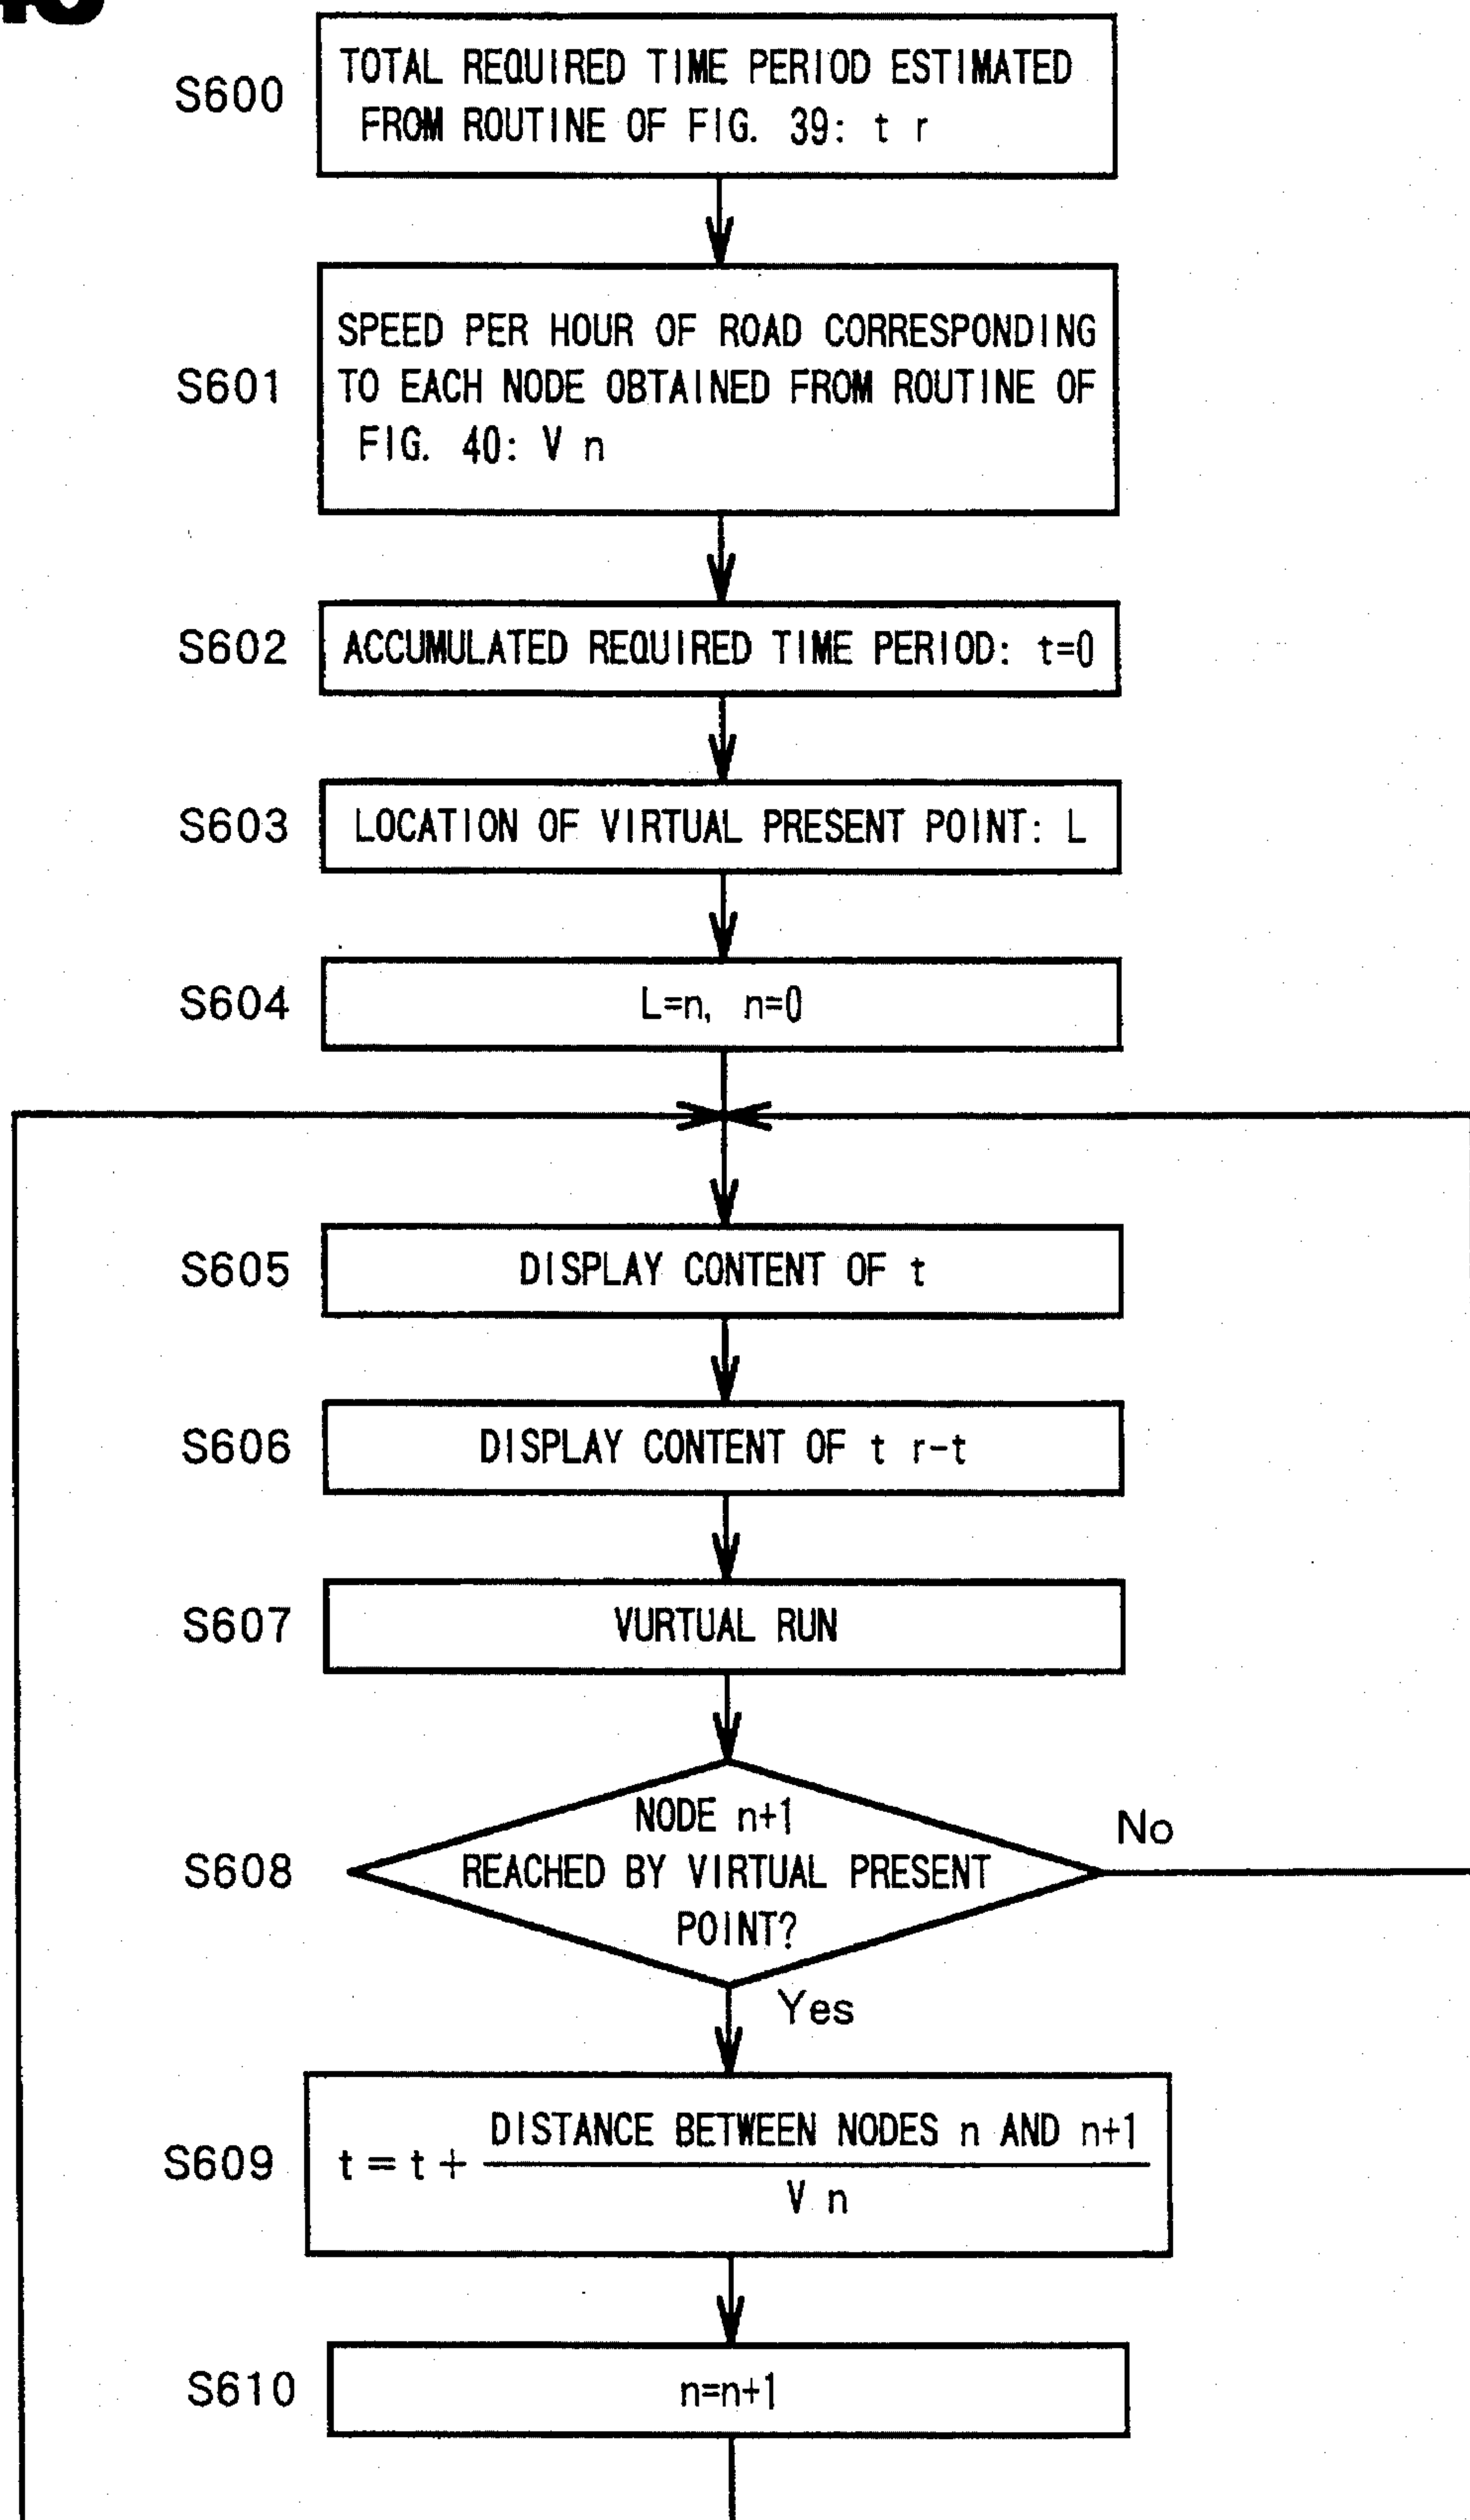 S600
TOTAL REQUIRED TIME PERIOD ESTIMATED
FROM ROUTINE OF FIG. 39: t r
S601
SPEED PER HOUR OF ROAD CORRESPONDING
TO EACH NODE OBTAINED FROM ROUTINE OF
FIG. 40: V n
S602
ACCUMULATED REQUIRED TIME PERIOD: t=0
S603
LOCATION OF VIRTUAL PRESENT POINT: L
S604
L=n, n=0
S605
DISPLAY CONTENT OF t
S606
DISPLAY CONTENT OF t r-t
S607
VURTUAL RUN
S608
NODE n+1
REACHED BY VIRTUAL PRESENT
POINT?
No
Yes
S609
DISTANCE BETWEEN NODES n AND n+1
t = t +
V n
S610
n=n+1